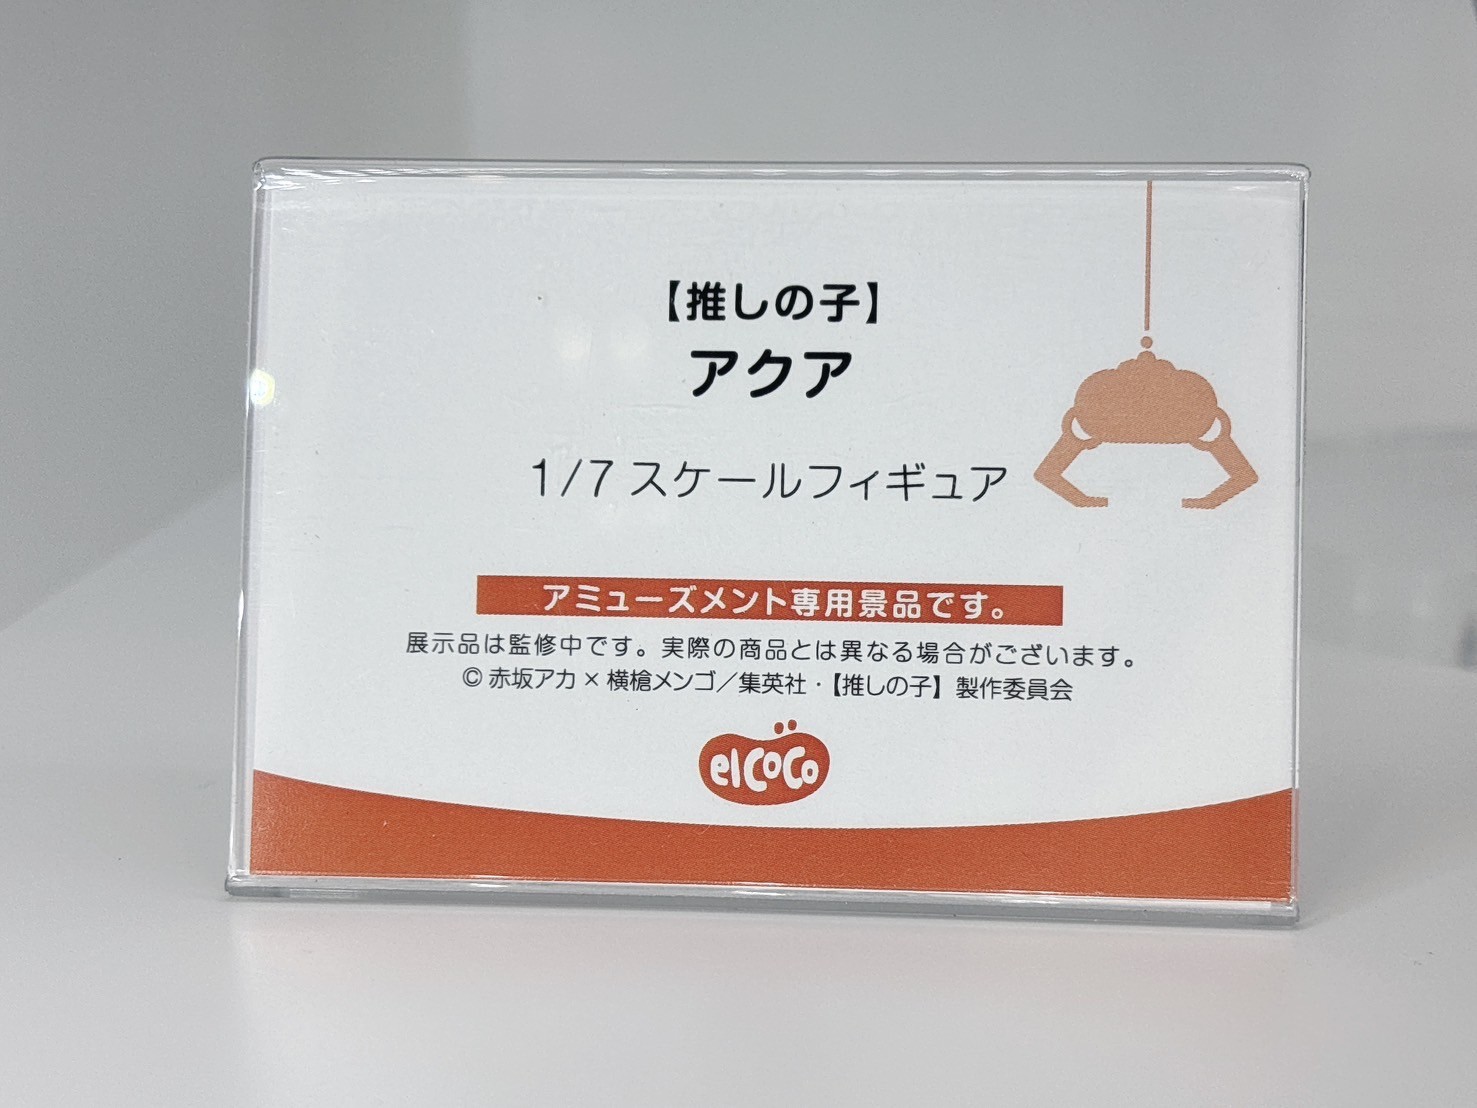 【推しの子】
アクア
1/7 スケールフィギュア
アミューズメント専用景品です。
展示品は監修中です。実際の商品とは異なる場合がございます。
© 赤坂アカ × 横槍メンゴ／集英社・【推しの子】製作委員会
elcoco